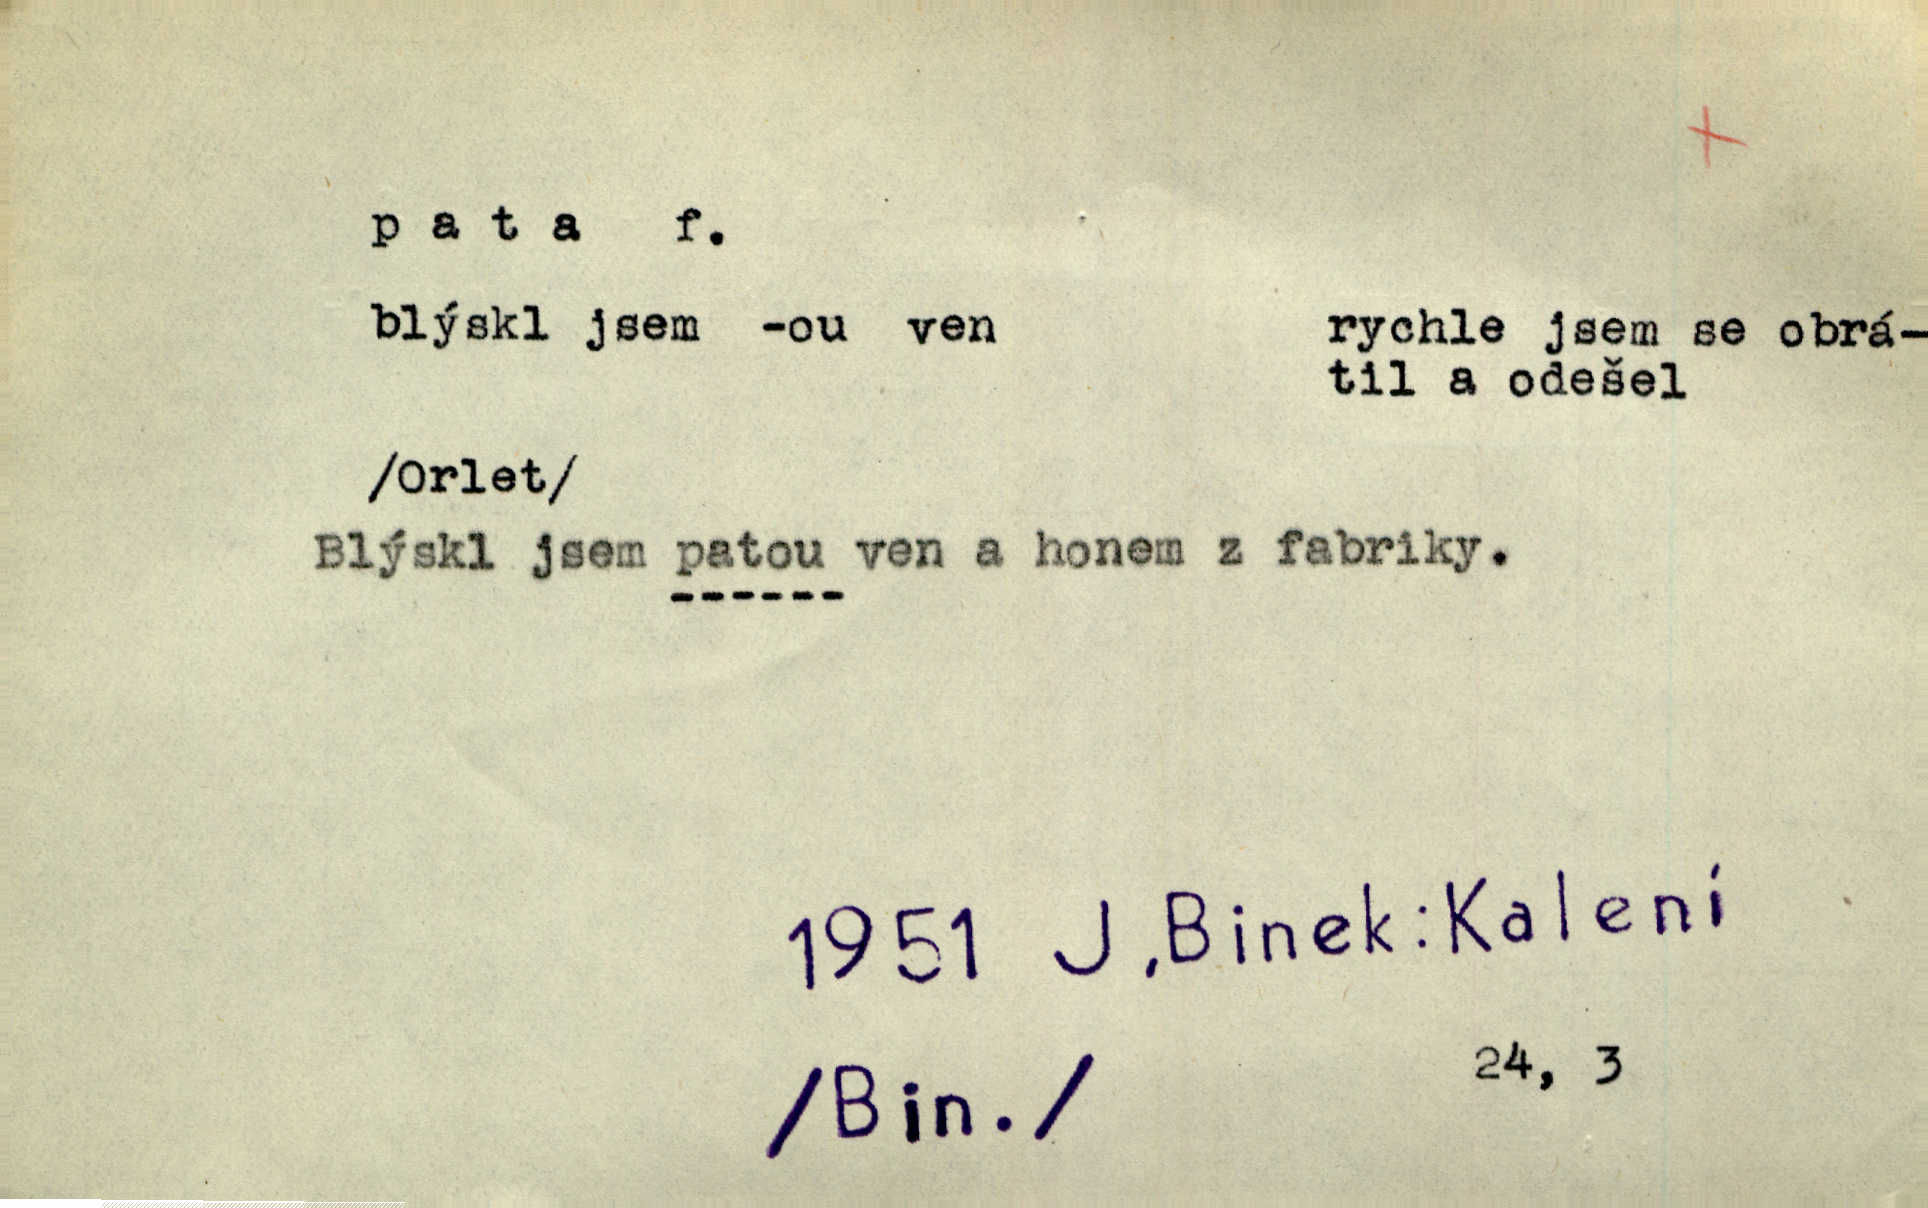 pata f.
blýskl jsem -ou ven rychle jsem se obrá-
til a odešel
/Orlet/
Blýskl jsem patou ven a honem z fabriky.
1951 J.Binek:Kalení
/Bin./ 24, 3